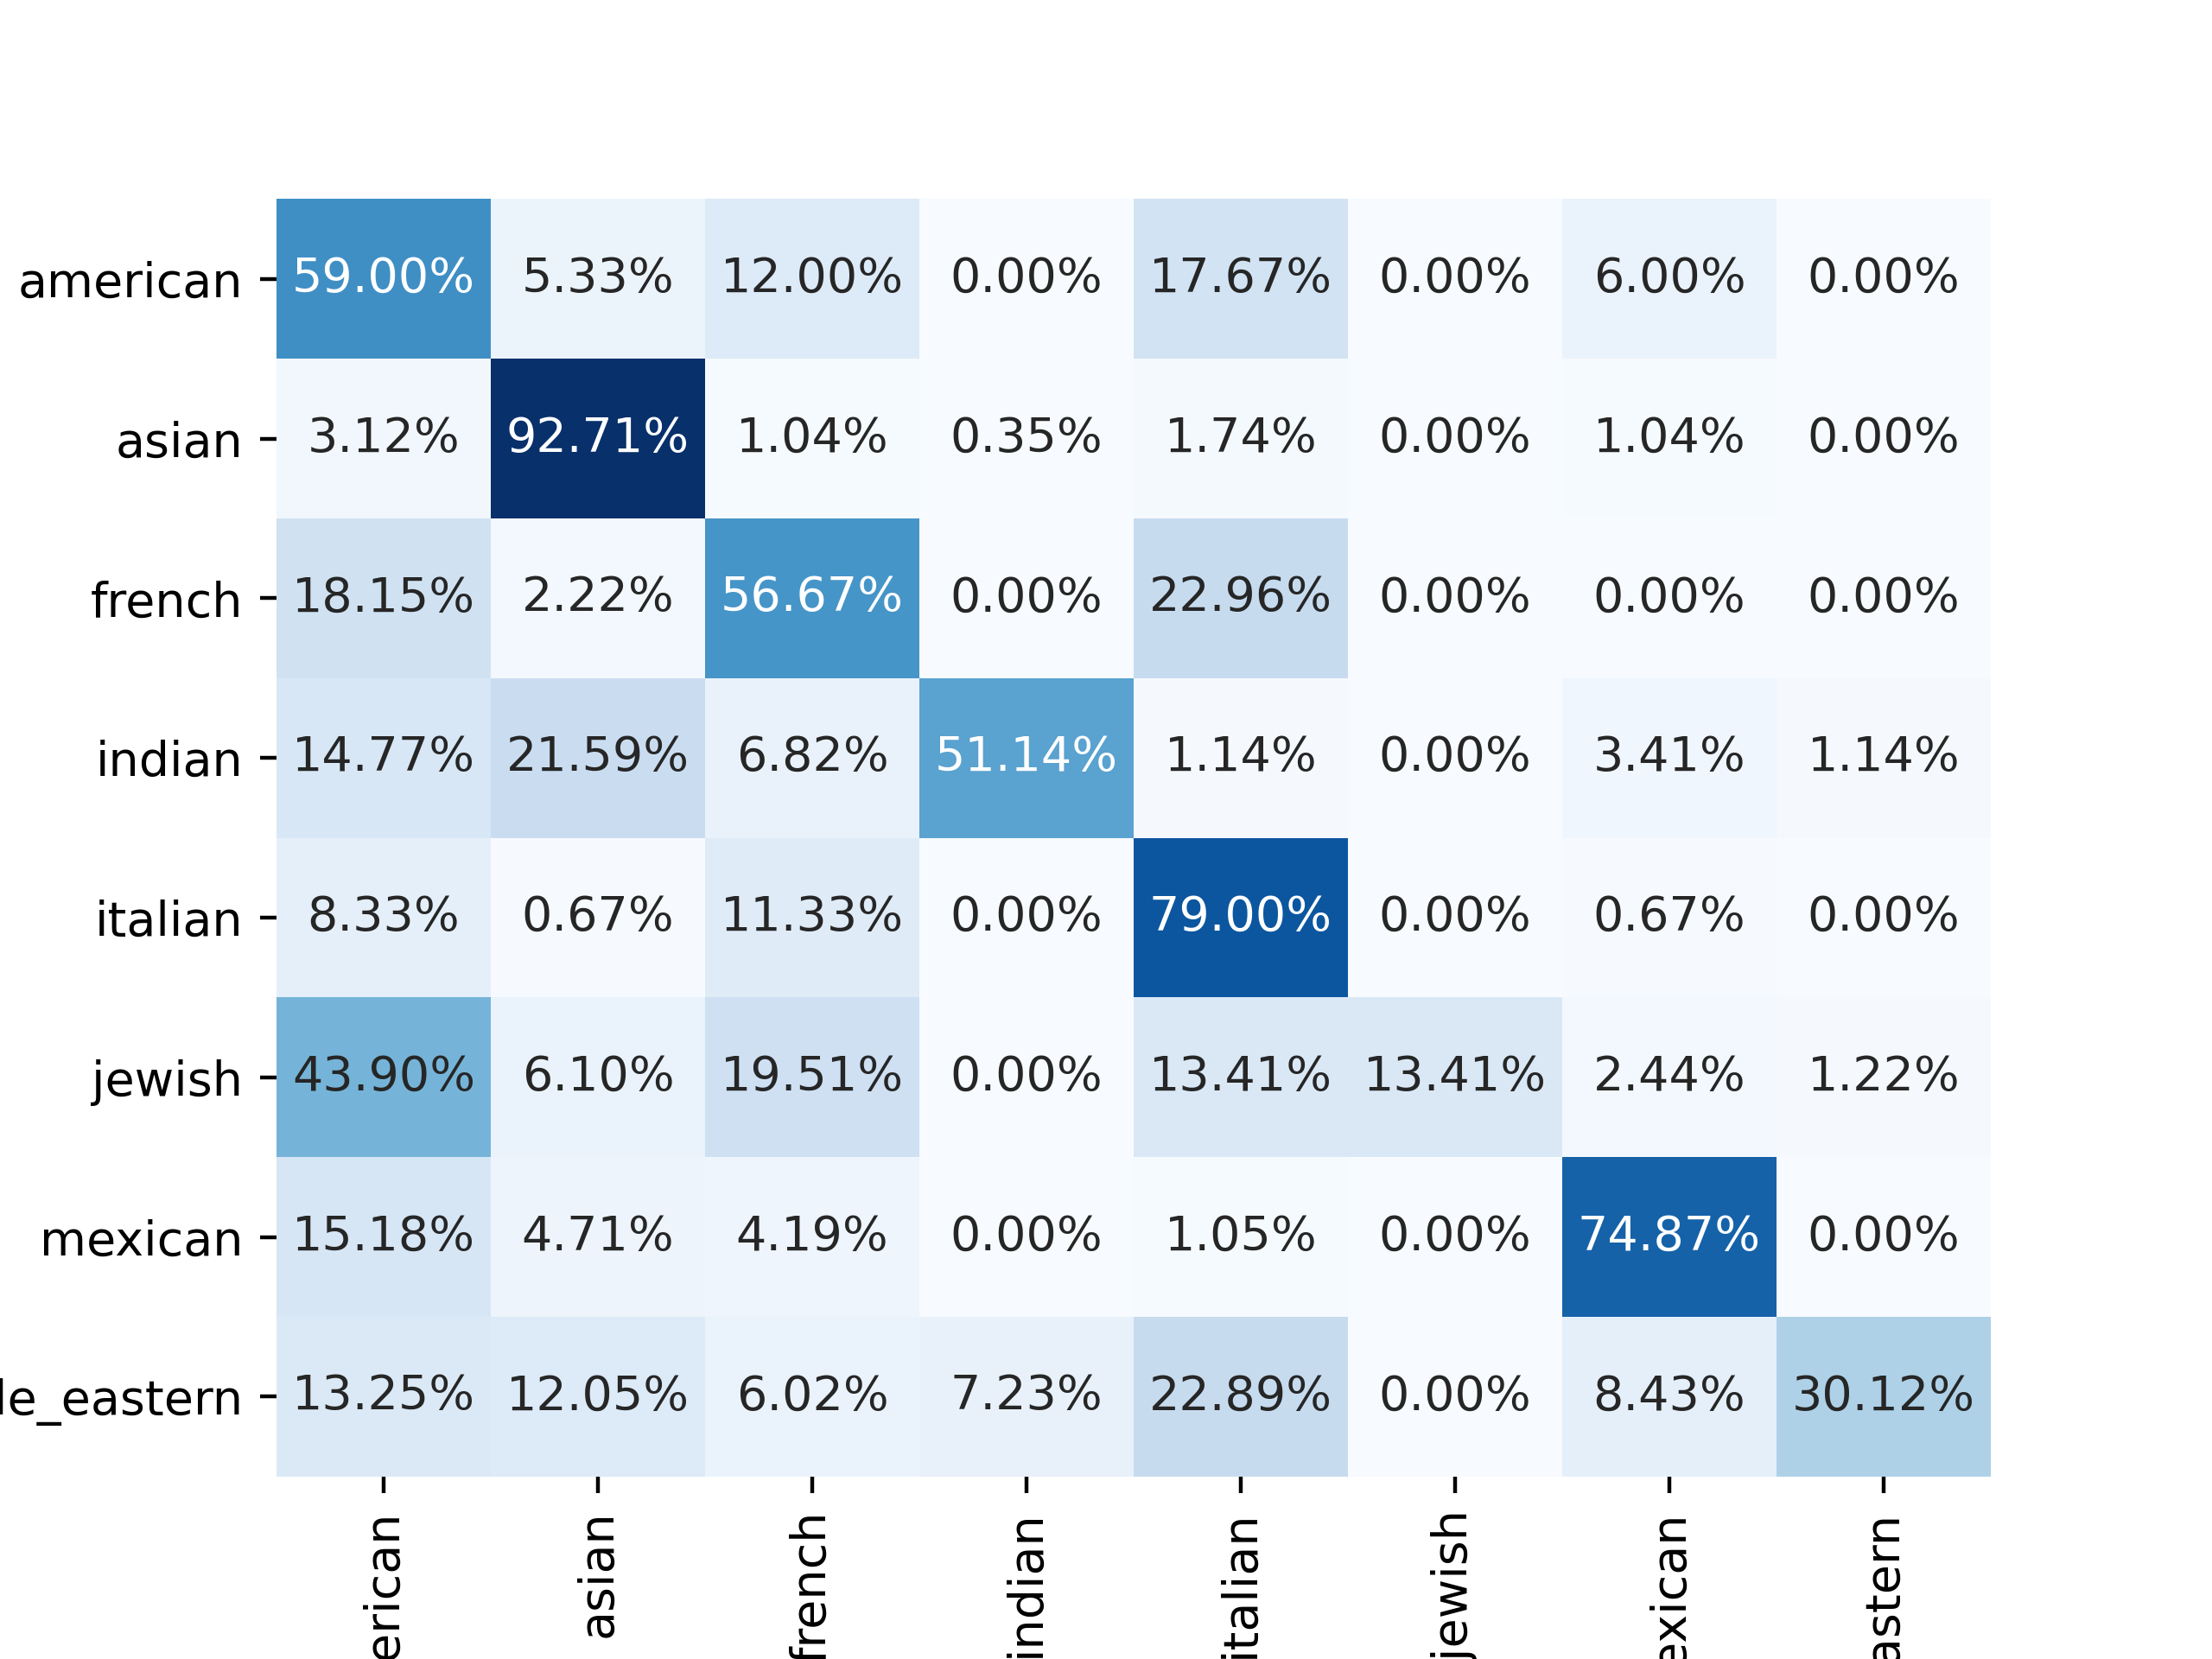 american 59.00% 5.33% 12.00% 0.00% 17.67% 0.00% 6.00% 0.00%
asian 3.12% 92.71% 1.04% 0.35% 1.74% 0.00% 1.04% 0.00%
french 18.15% 2.22% 56.67% 0.00% 22.96% 0.00% 0.00% 0.00%
indian 14.77% 21.59% 6.82% 51.14% 1.14% 0.00% 3.41% 1.14%
italian 8.33% 0.67% 11.33% 0.00% 79.00% 0.00% 0.67% 0.00%
jewish 43.90% 6.10% 19.51% 0.00% 13.41% 13.41% 2.44% 1.22%
mexican 15.18% 4.71% 4.19% 0.00% 1.05% 0.00% 74.87% 0.00%
le_eastern 13.25% 12.05% 6.02% 7.23% 22.89% 0.00% 8.43% 30.12%
erican asian french indian italian jewish exican astern